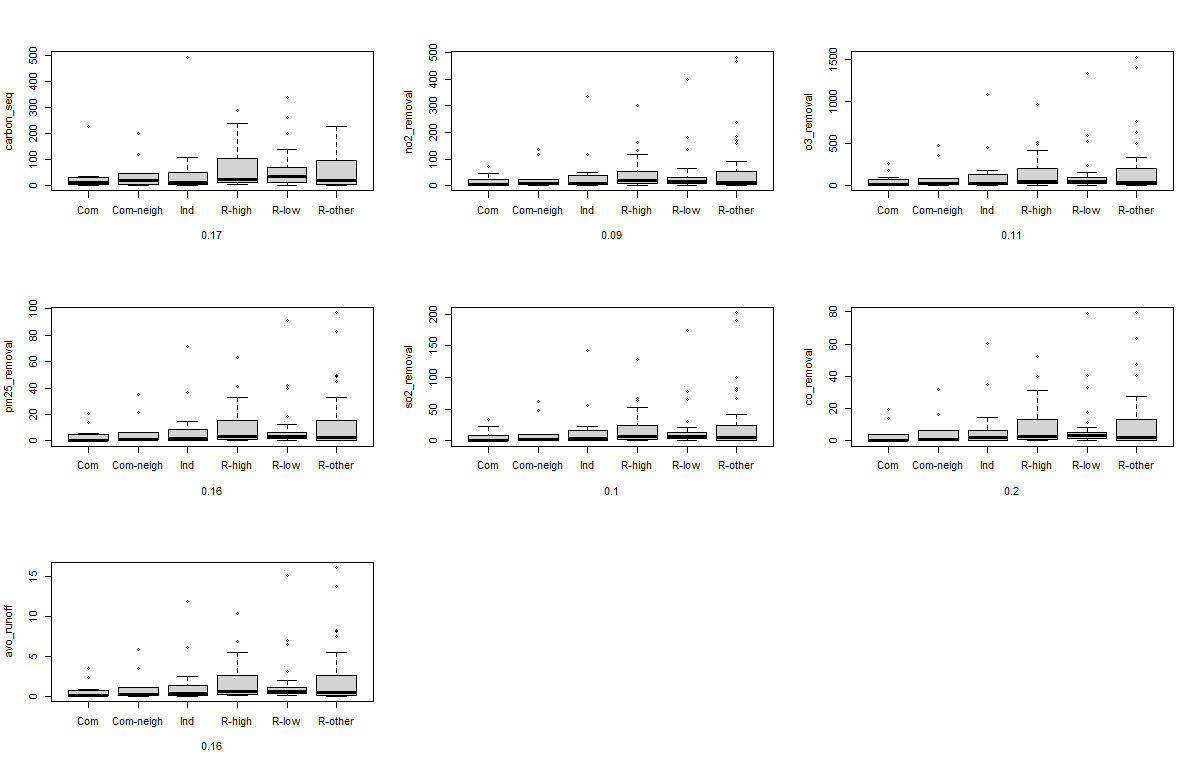 carbon_seq
0 100 200 300 400 500
Com Com-neigh Ind R-high R-low R-other
0.17
no2_removal
0 100 200 300 400 500
Com Com-neigh Ind R-high R-low R-other
0.09
o3_removal
0 500 1000 1500
Com Com-neigh Ind R-high R-low R-other
0.11
pm25_removal
0 20 40 60 80 100
Com Com-neigh Ind R-high R-low R-other
0.16
so2_removal
0 50 100 150 200
Com Com-neigh Ind R-high R-low R-other
0.1
co_removal
0 20 40 60 80
Com Com-neigh Ind R-high R-low R-other
0.2
avo_runoff
0 5 10 15
Com Com-neigh Ind R-high R-low R-other
0.16